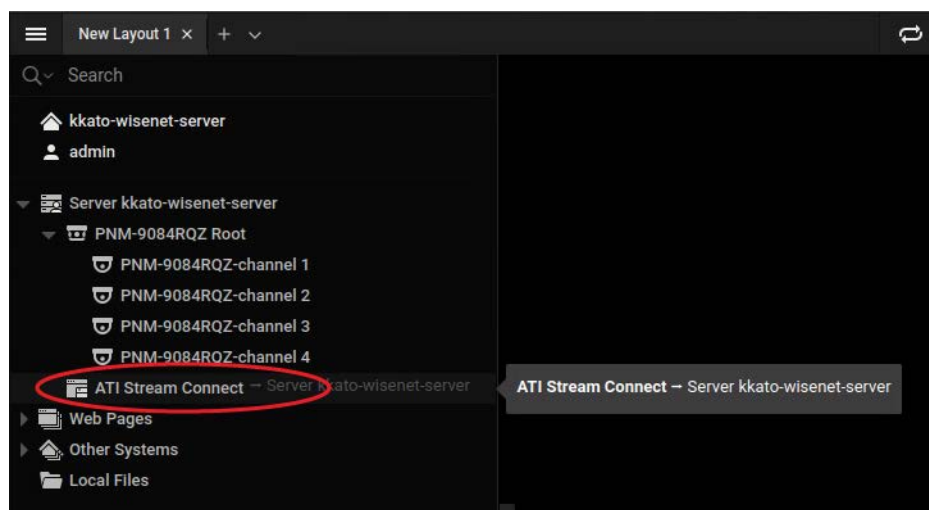 New Layout 1
Search
kkato-wisenet-server
admin
Server kkato-wisenet-server
PNM-9084RQZ Root
PNM-9084RQZ-channel 1
PNM-9084RQZ-channel 2
PNM-9084RQZ-channel 3
PNM-9084RQZ-channel 4
ATI Stream Connect → Server kkato-wisenet-server
ATI Stream Connect → Server kkato-wisenet-server
Web Pages
Other Systems
Local Files